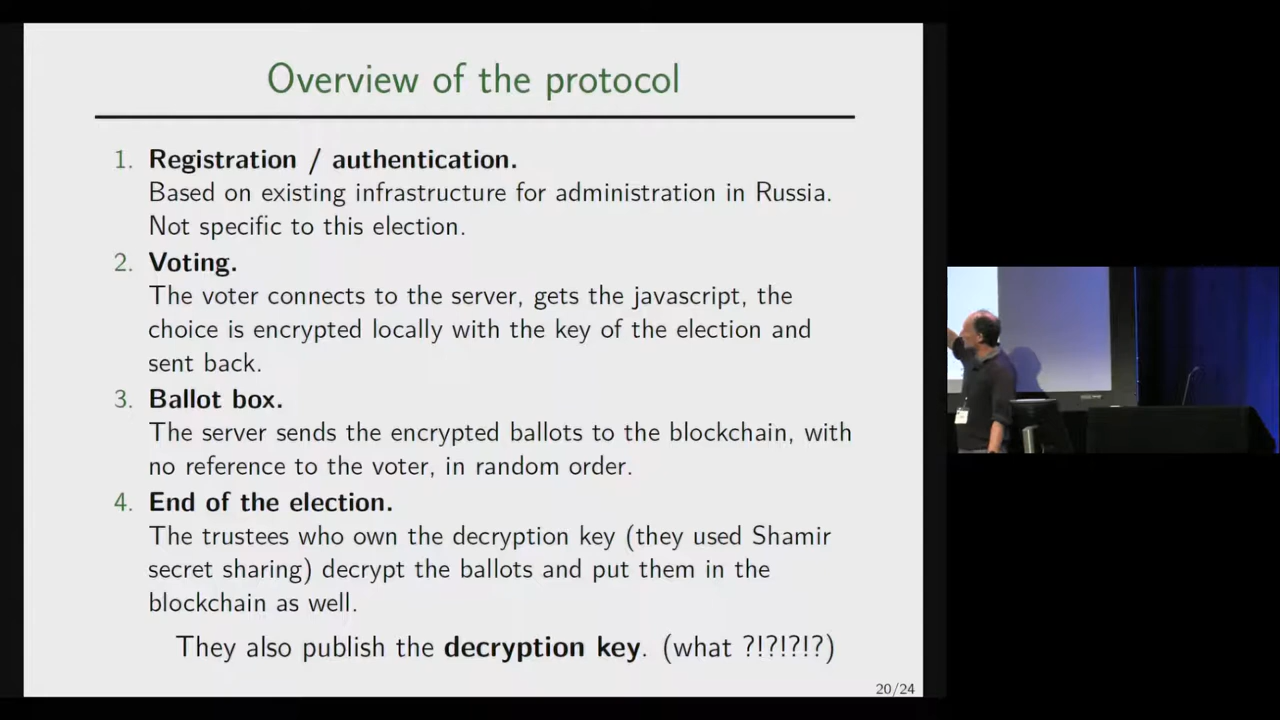 Overview of the protocol
1. Registration / authentication.
Based on existing infrastructure for administration in Russia.
Not specific to this election.
2. Voting.
The voter connects to the server, gets the javascript, the
choice is encrypted locally with the key of the election and
sent back.
3. Ballot box.
The server sends the encrypted ballots to the blockchain, with
no reference to the voter, in random order.
4. End of the election.
The trustees who own the decryption key (they used Shamir
secret sharing) decrypt the ballots and put them in the
blockchain as well.
They also publish the decryption key. (what ?!?!?!?)
20/24